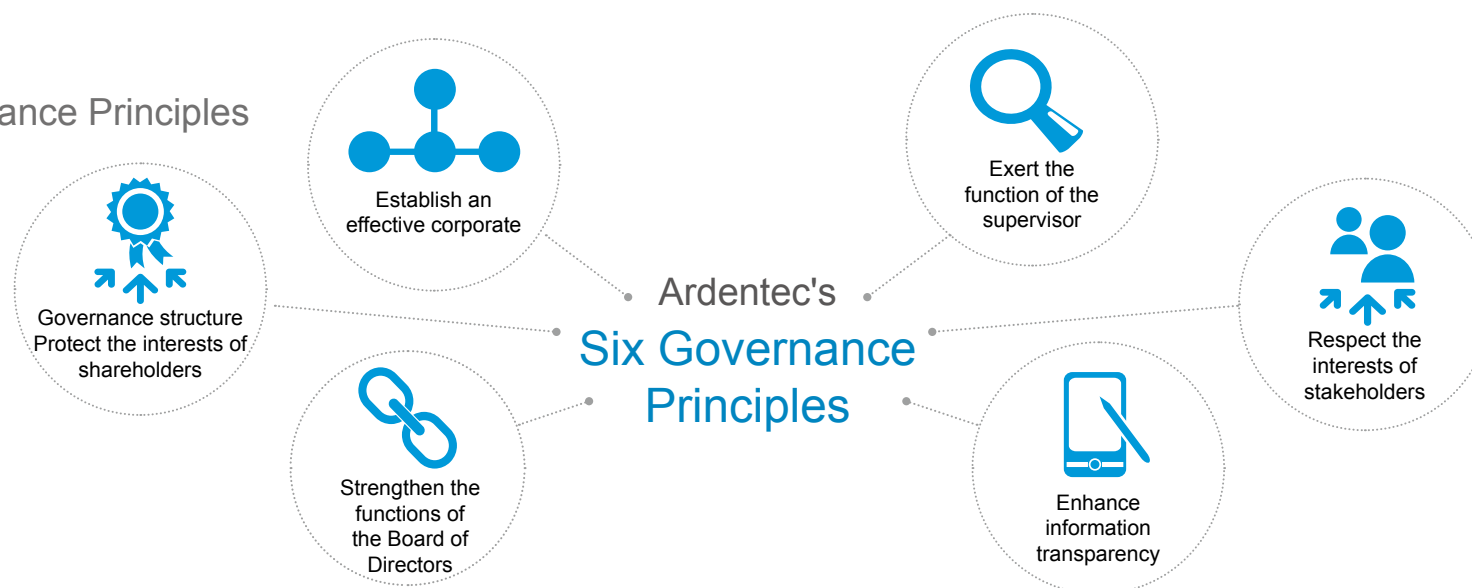 ance Principles
Establish an
effective corporate
Governance structure
Protect the interests of
shareholders
Strengthen the
functions of
the Board of
Directors
Ardentec's
Six Governance
Principles
Exert the
function of the
supervisor
Respect the
interests of
stakeholders
Enhance
information
transparency